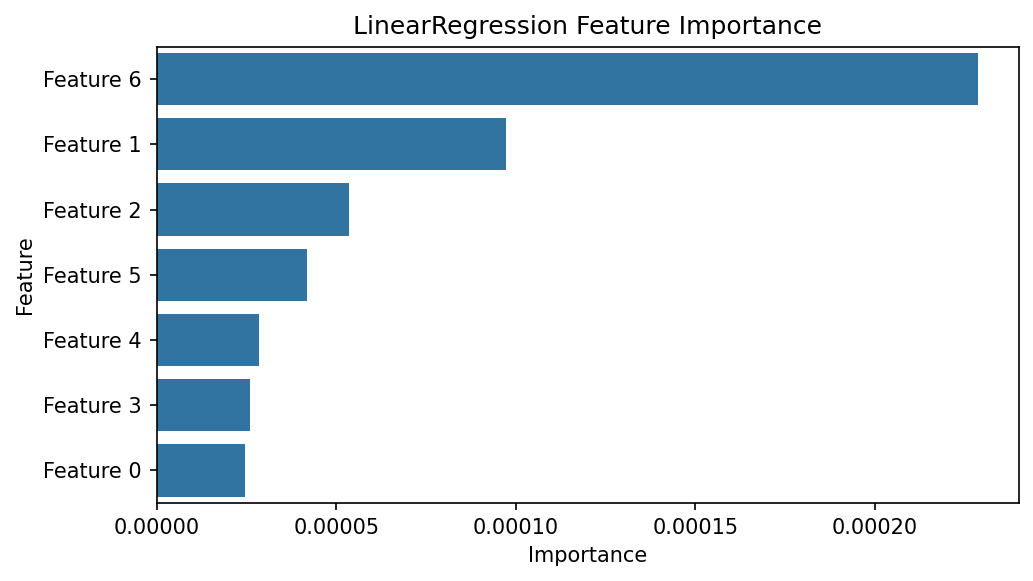 LinearRegression Feature Importance
Feature 6
Feature 1
Feature 2
Feature 5
Feature 4
Feature 3
Feature 0
Feature
0.00000 0.00005 0.00010 0.00015 0.00020
Importance